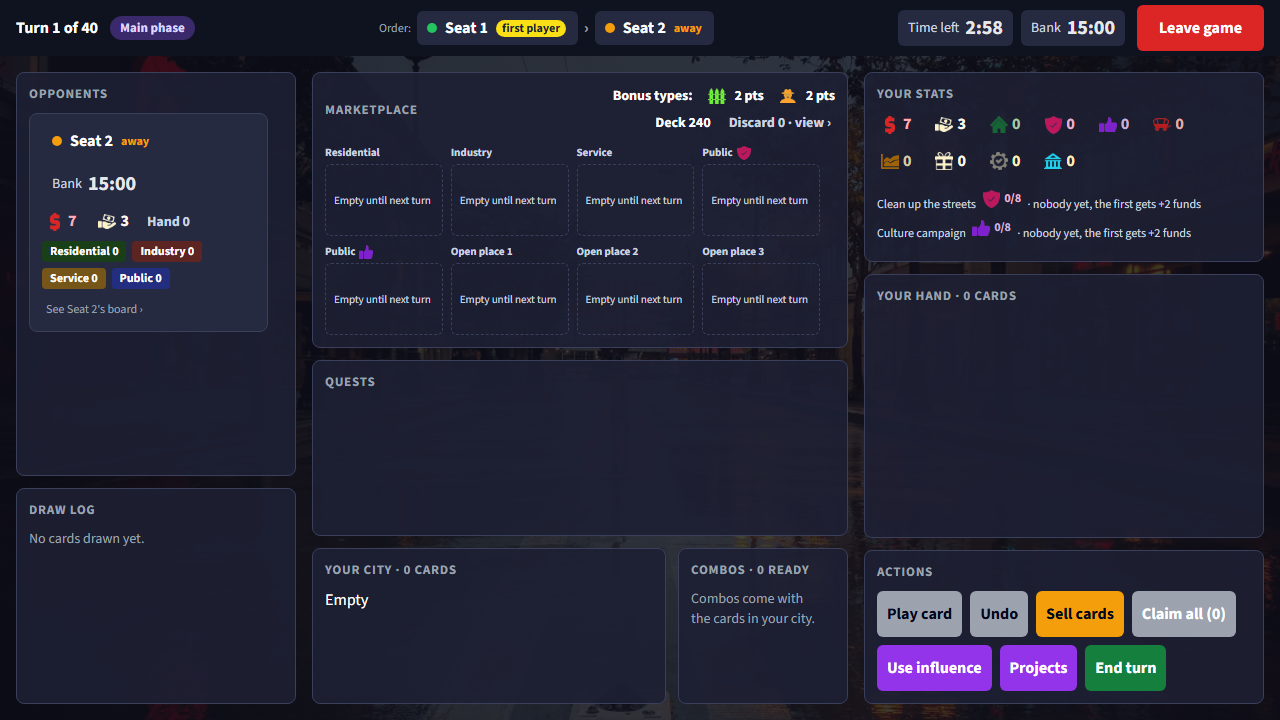 Turn 1 of 40 Main phase Order: Seat 1 first player › Seat 2 away Time left 2:58 Bank 15:00 Leave game
OPPONENTS
Seat 2 away
Bank 15:00
7 3 Hand 0
Residential 0 Industry 0
Service 0 Public 0
See Seat 2's board ›
DRAW LOG
No cards drawn yet.
MARKETPLACE
Bonus types: 2 pts 2 pts
Deck 240 Discard 0 · view ›
Residential Industry Service Public
Empty until next turn Empty until next turn Empty until next turn Empty until next turn
Public Open place 1 Open place 2 Open place 3
Empty until next turn Empty until next turn Empty until next turn Empty until next turn
QUESTS
YOUR CITY · 0 CARDS
Empty
COMBOS · 0 READY
Combos come with
the cards in your city.
YOUR STATS
7 3 0 0 0 0
0 0 0 0
Clean up the streets 0/8 · nobody yet, the first gets +2 funds
Culture campaign 0/8 · nobody yet, the first gets +2 funds
YOUR HAND · 0 CARDS
ACTIONS
Play card Undo Sell cards Claim all (0)
Use influence Projects End turn